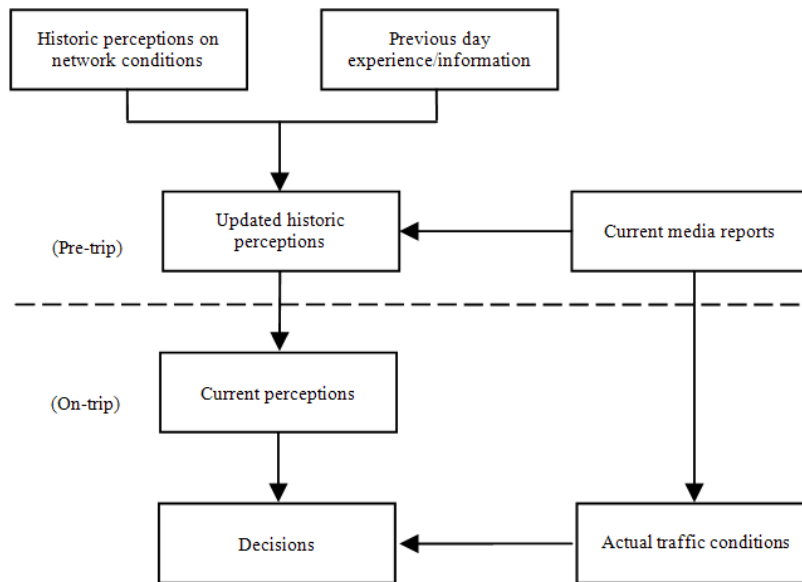 Historic perceptions on
network conditions
Previous day
experience/information
Updated historic
perceptions
Current media reports
(Pre-trip)
Current perceptions
(On-trip)
Decisions
Actual traffic conditions